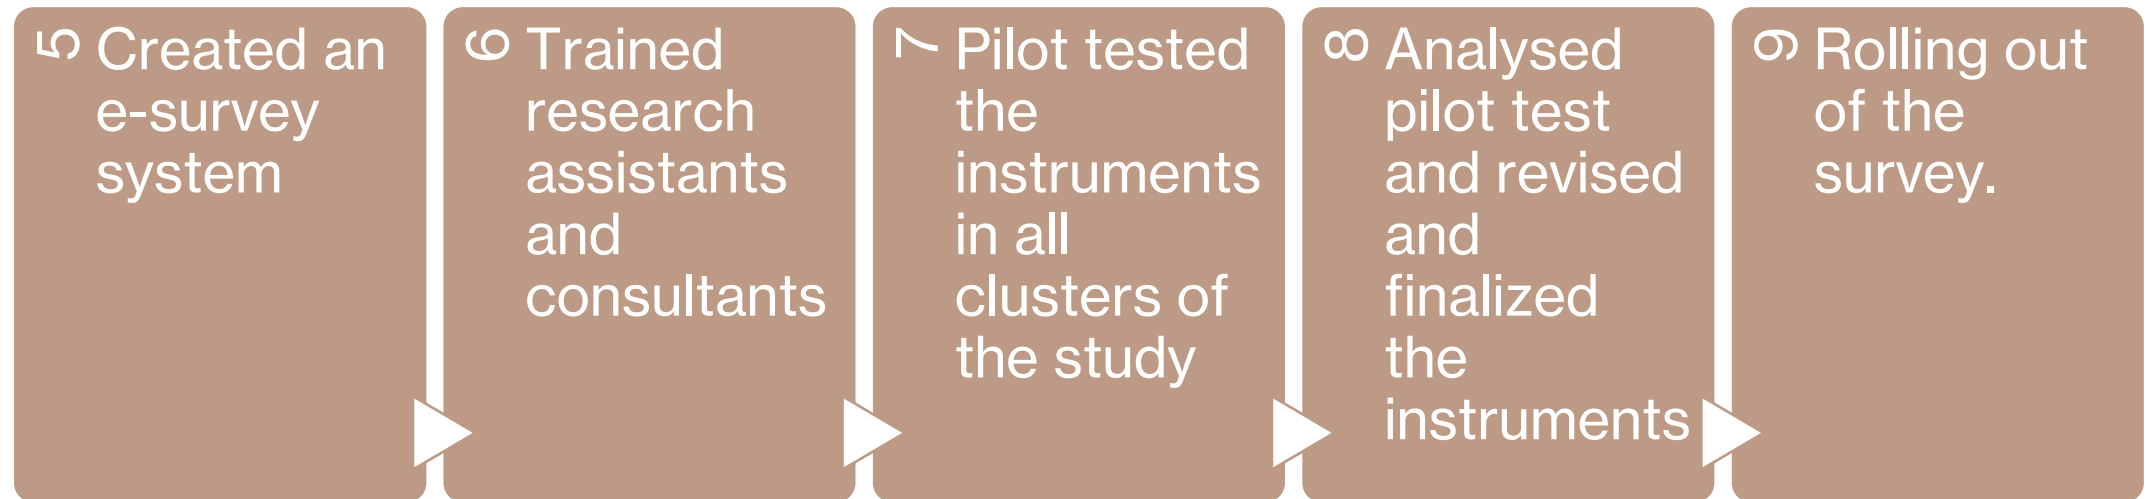 5 Created an
e-survey
system
6 Trained
research
assistants
and
consultants
7 Pilot tested
the
instruments
in all
clusters of
the study
8 Analysed
pilot test
and revised
and
finalized
the
instruments
9 Rolling out
of the
survey.